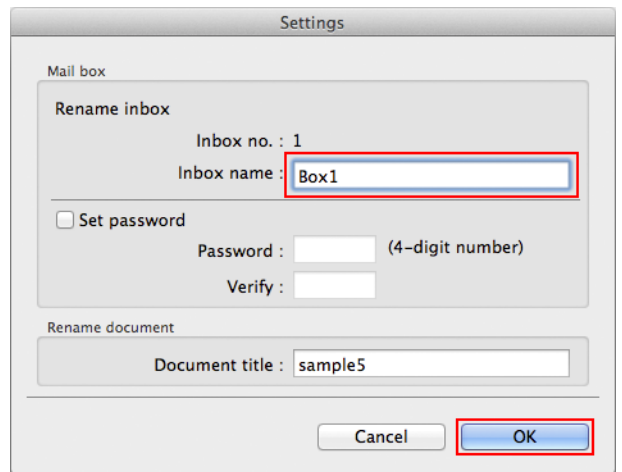 Settings
Mail box
Rename inbox
Inbox no. : 1
Inbox name : Box1
Set password
Password : (4-digit number)
Verify :
Rename document
Document title : sample5
Cancel OK